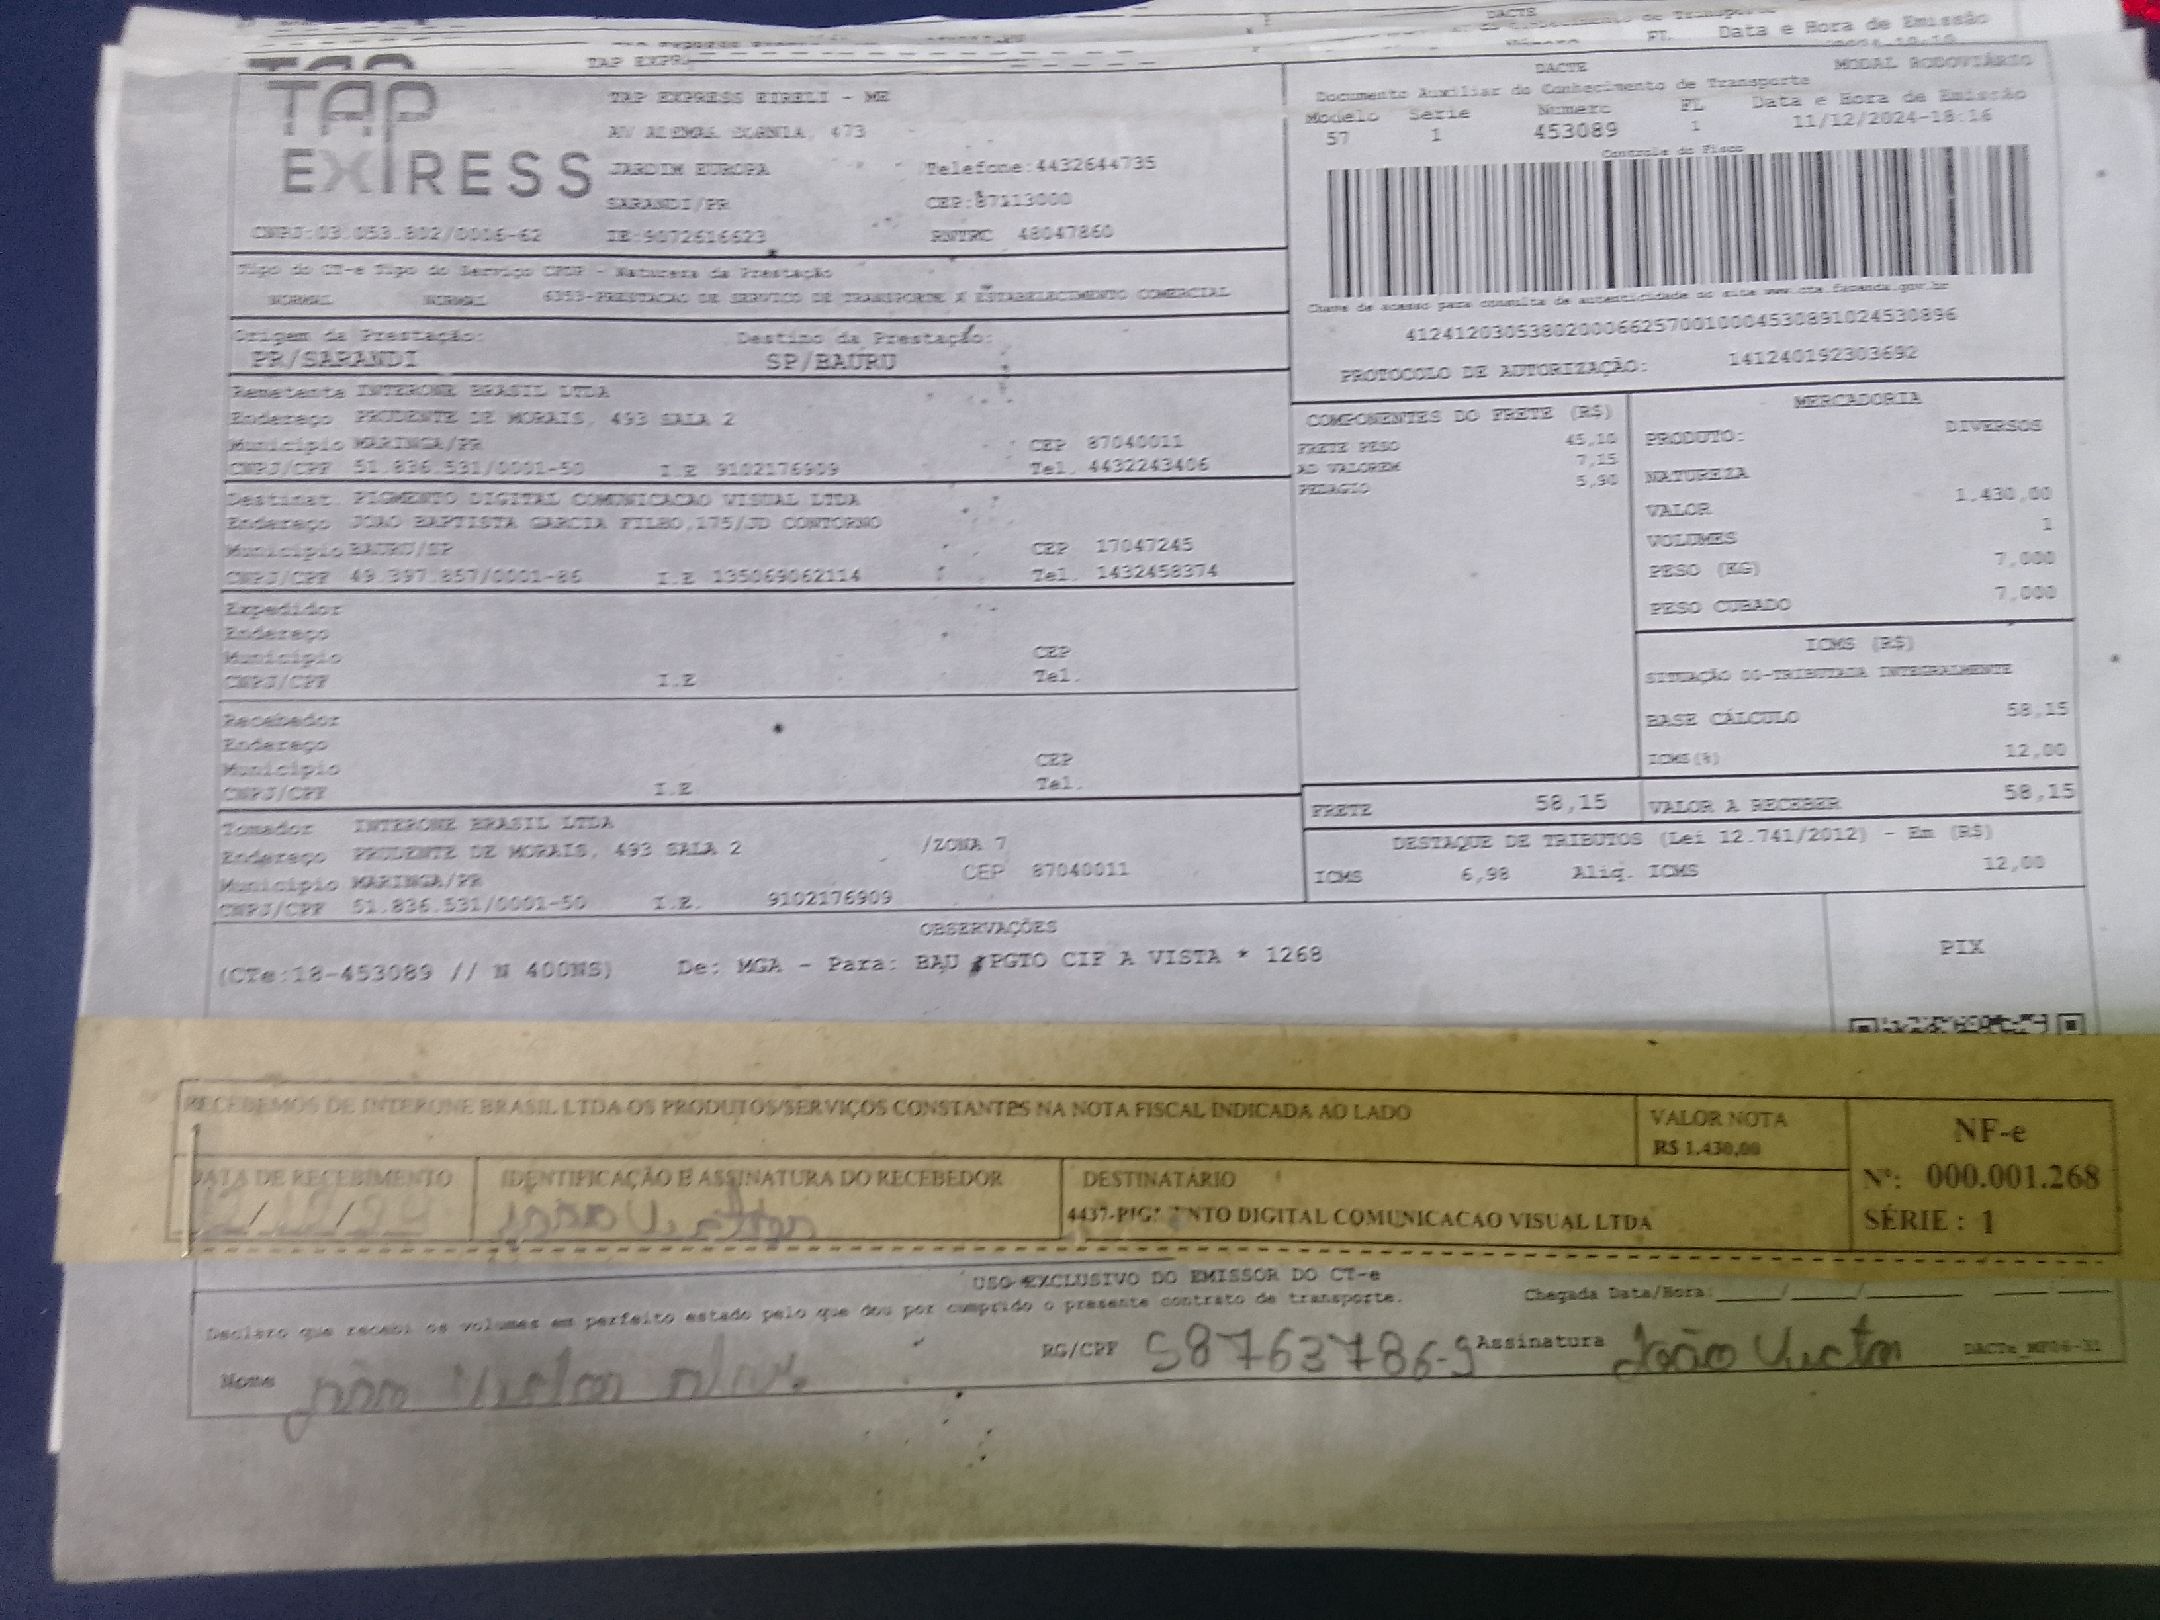 TAP EXPRESS
TAP EXPRESS EIRELI - ME
473
JARDIM EUROPA Telefone:4432644735
SARANDI/PR CEP:87113000
CNPJ:03.053.802/0006-62 IE:9072616623 RNTRC 48047860
DACTE MODAL RODOVIÁRIO
Documento Auxiliar do Conhecimento de Transporte
Modelo Serie Numero FL Data e Hora de Emissão
57 1 453089 1 11/12/2024-18:16
Controle do Fisco
Chave de acesso para consulta de autenticidade no site www.cte.fazenda.gov.br
41241203053802000662570010004530891024530896
PROTOCOLO DE AUTORIZAÇÃO: 141240192303692
Tipo do CT-e Tipo do Serviço CFOP - Natureza da Prestação
NORMAL NORMAL 6353-PRESTACAO DE SERVICO DE TRANSPORTE A ESTABELECIMENTO COMERCIAL
Origem da Prestação: Destino da Prestação:
PR/SARANDI SP/BAURU
Remetente INTERONE BRASIL LTDA
Endereço PRUDENTE DE MORAIS, 493 SALA 2
Município MARINGA/PR CEP 87040011
CNPJ/CPF 51.836.531/0001-50 I.E 9102176909 Tel. 4432243406
Destinat. PIGMENTO DIGITAL COMUNICACAO VISUAL LTDA
Endereço JOAO BAPTISTA GARCIA FILHO,175/JD CONTORNO
Município BAURU/SP CEP 17047245
CNPJ/CPF 49.397.857/0001-86 I.E 135069062114 Tel. 1432458374
Expedidor
Endereço
Município CEP
CNPJ/CPF I.E Tel.
Recebedor
Endereço
Município CEP
CNPJ/CPF I.E Tel.
Tomador INTERONE BRASIL LTDA
Endereço PRUDENTE DE MORAIS, 493 SALA 2 /ZONA 7
Município MARINGA/PR CEP 87040011
CNPJ/CPF 51.836.531/0001-50 I.E. 9102176909
COMPONENTES DO FRETE (R$)
FRETE PESO 45,10
AD VALOREM 7,15
PEDAGIO 5,90
MERCADORIA
PRODUTO: DIVERSOS
NATUREZA
VALOR 1.430,00
VOLUMES 1
PESO (KG) 7,000
PESO CUBADO 7,000
ICMS (R$)
SITUAÇÃO 00-TRIBUTADA INTEGRALMENTE
BASE CÁLCULO 58,15
ICMS(%) 12,00
FRETE 58,15 VALOR A RECEBER 58,15
DESTAQUE DE TRIBUTOS (Lei 12.741/2012) - Em (R$)
ICMS 6,98 Aliq. ICMS 12,00
OBSERVAÇÕES
(CTe:18-453089 // N 400NS) De: MGA - Para: BAU PGTO CIF A VISTA * 1268
PIX
RECEBEMOS DE INTERONE BRASIL LTDA OS PRODUTOS/SERVIÇOS CONSTANTES NA NOTA FISCAL INDICADA AO LADO
VALOR NOTA
R$ 1.430,00
NF-e
Nº: 000.001.268
SÉRIE : 1
DATA DE RECEBIMENTO IDENTIFICAÇÃO E ASSINATURA DO RECEBEDOR DESTINATÁRIO
João Victor
DIGITAL COMUNICACAO VISUAL LTDA
USO EXCLUSIVO DO EMISSOR DO CT-e
Declaro que recebi os volumes em perfeito estado pelo que dou por cumprido o presente contrato de transporte. Chegada Data/Hora:
Nome João Victor RG/CPF 58763786-9 Assinatura João Victor